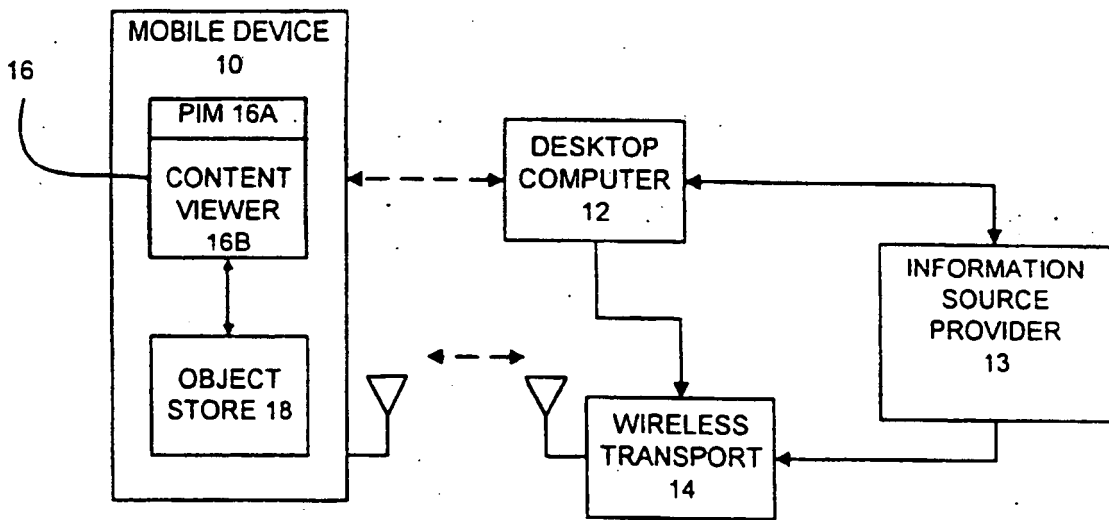 MOBILE DEVICE
10
16
PIM 16A
CONTENT
VIEWER
16B
OBJECT
STORE 18
DESKTOP
COMPUTER
12
INFORMATION
SOURCE
PROVIDER
13
WIRELESS
TRANSPORT
14